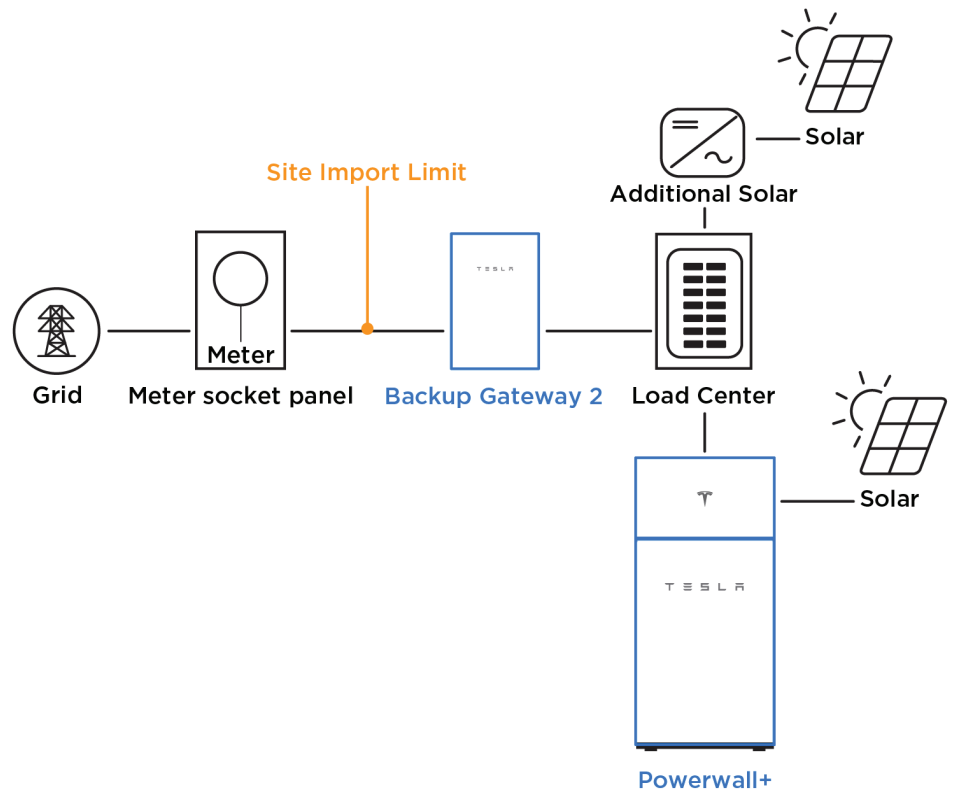 Solar
Additional Solar
Site Import Limit
TESLA
Meter
Grid
Meter socket panel
Backup Gateway 2
Load Center
Solar
TESLA
Powerwall+